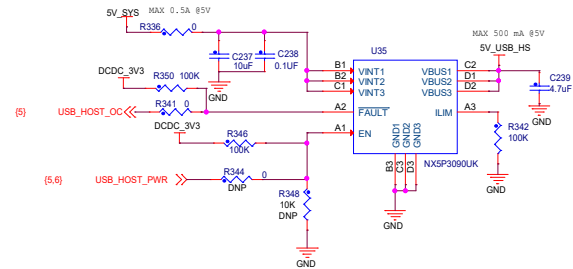 MAX 0.5A @5V
5V_SYS
R336 0
MAX 500 mA @5V
5V_USB_HS
U35
C237
10uF
C238
0.1UF
GND
B1
B2
C1
VINT1
VINT2
VINT3
VBUS1
VBUS2
VBUS3
C2
D1
D2
C239
4.7uF
GND
DCDC_3V3
R350 100K
{5}
USB_HOST_OC
R341 0
A2
FAULT
ILIM
A3
R342
100K
GND
DCDC_3V3
R346
100K
A1
EN
GND1
GND2
GND3
B3
C3
D3
NX5P3090UK
GND
{5,6}
USB_HOST_PWR
R344 0
DNP
R348
10K
DNP
GND